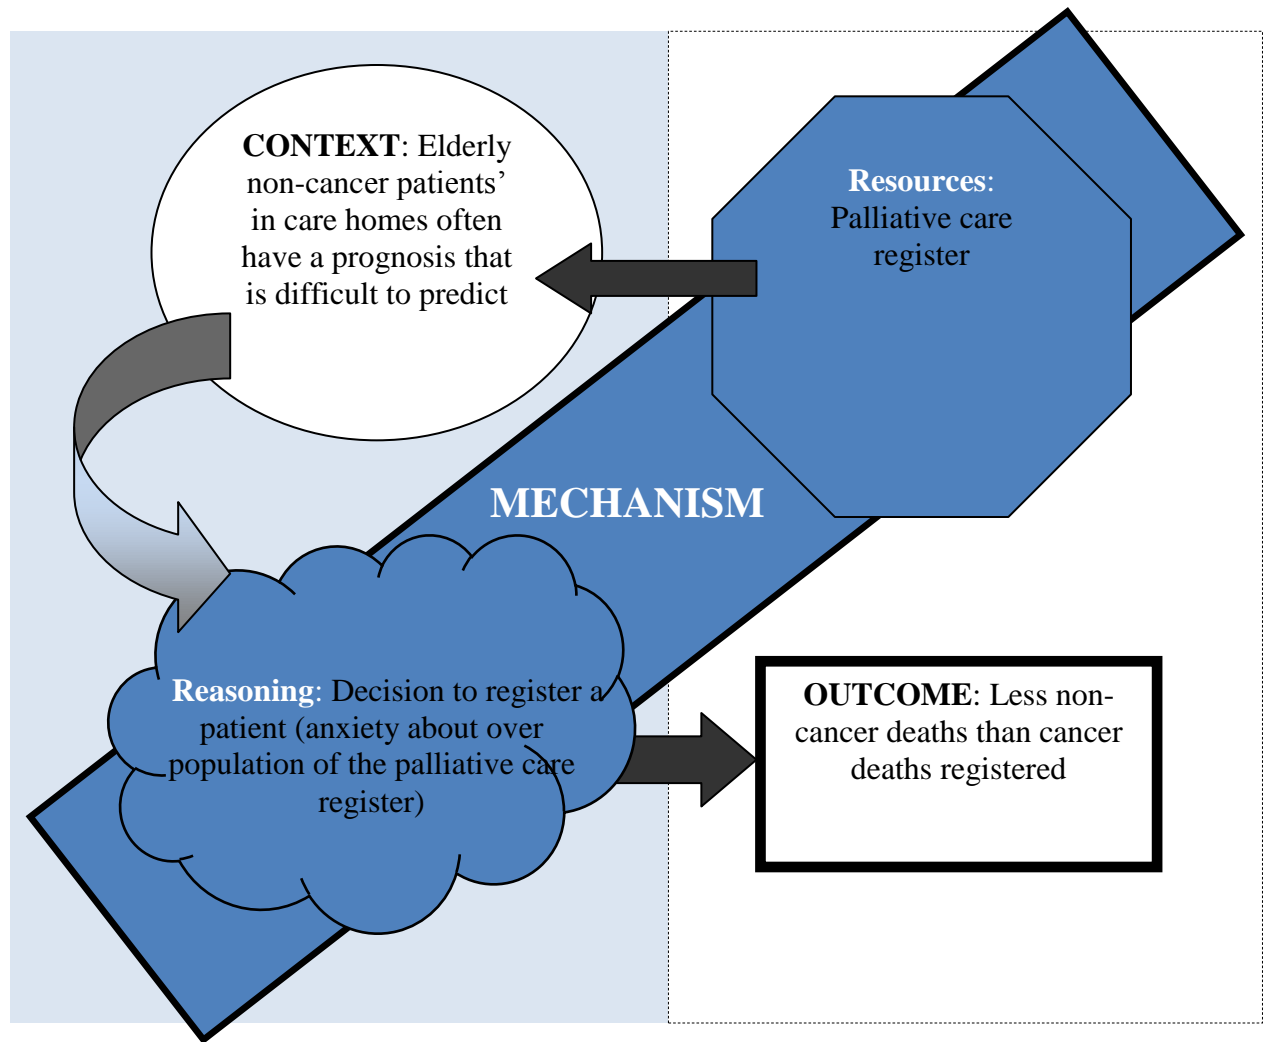 CONTEXT: Elderly
non-cancer patients’
in care homes often
have a prognosis that
is difficult to predict
Resources:
Palliative care
register
MECHANISM
Reasoning: Decision to register a
patient (anxiety about over
population of the palliative care
register)
OUTCOME: Less non-
cancer deaths than cancer
deaths registered